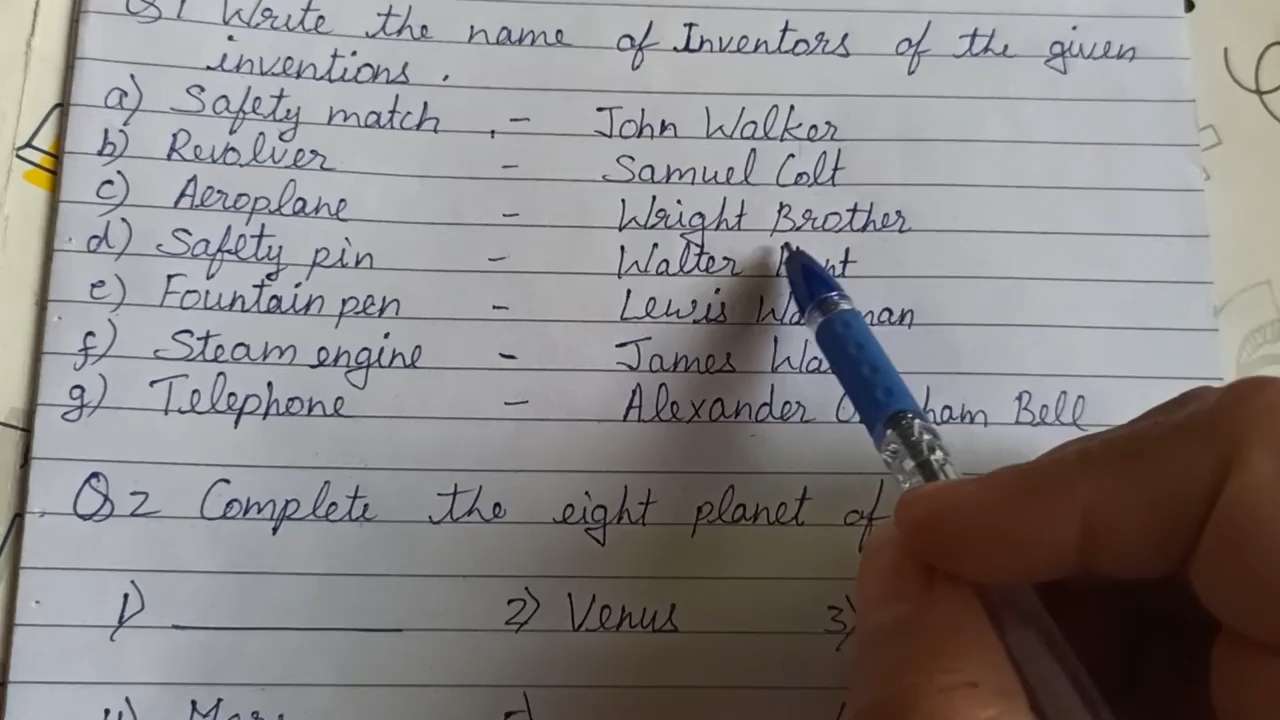 Q1 Write the name of Inventors of the given
inventions.
a) Safety match - John Walker
b) Revolver - Samuel Colt
c) Aeroplane - Wright Brother
d) Safety pin - Walter
e) Fountain pen - Lewis
f) Steam engine - James
g) Telephone - Alexander Bell
Q2 Complete the eight planet of
1) ________ 2) Venus 3)